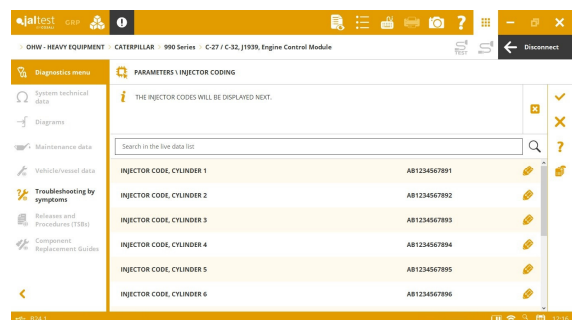 jaltest GRP
OHW - HEAVY EQUIPMENT > CATERPILLAR > 990 Series > C-27 / C-32, J1939, Engine Control Module
TEST
Disconnect
Diagnostics menu
PARAMETERS \ INJECTOR CODING
System technical
data
Diagrams
Maintenance data
Vehicle/vessel data
Troubleshooting by
symptoms
Releases and
Procedures (TSBs)
Component
Replacement Guides
THE INJECTOR CODES WILL BE DISPLAYED NEXT.
Search in the live data list
INJECTOR CODE, CYLINDER 1 AB1234567891
INJECTOR CODE, CYLINDER 2 AB1234567892
INJECTOR CODE, CYLINDER 3 AB1234567893
INJECTOR CODE, CYLINDER 4 AB1234567894
INJECTOR CODE, CYLINDER 5 AB1234567895
INJECTOR CODE, CYLINDER 6 AB1234567896
12:16